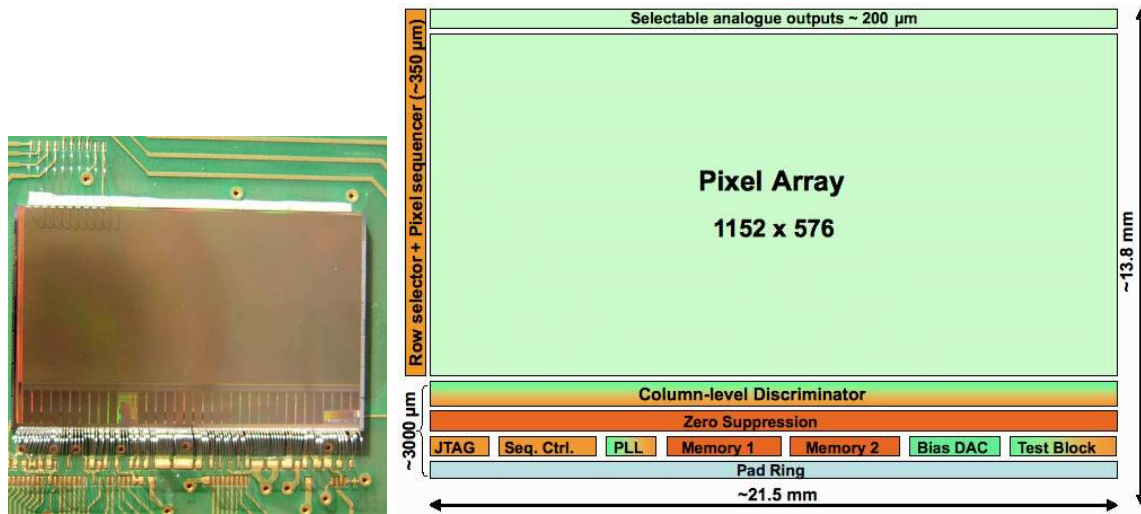 Selectable analogue outputs ~ 200 µm
Row selector + Pixel sequencer (~350 µm)
Pixel Array
1152 x 576
~13.8 mm
Column-level Discriminator
Zero Suppression
~3000 µm
JTAG Seq. Ctrl. PLL Memory 1 Memory 2 Bias DAC Test Block
Pad Ring
~21.5 mm